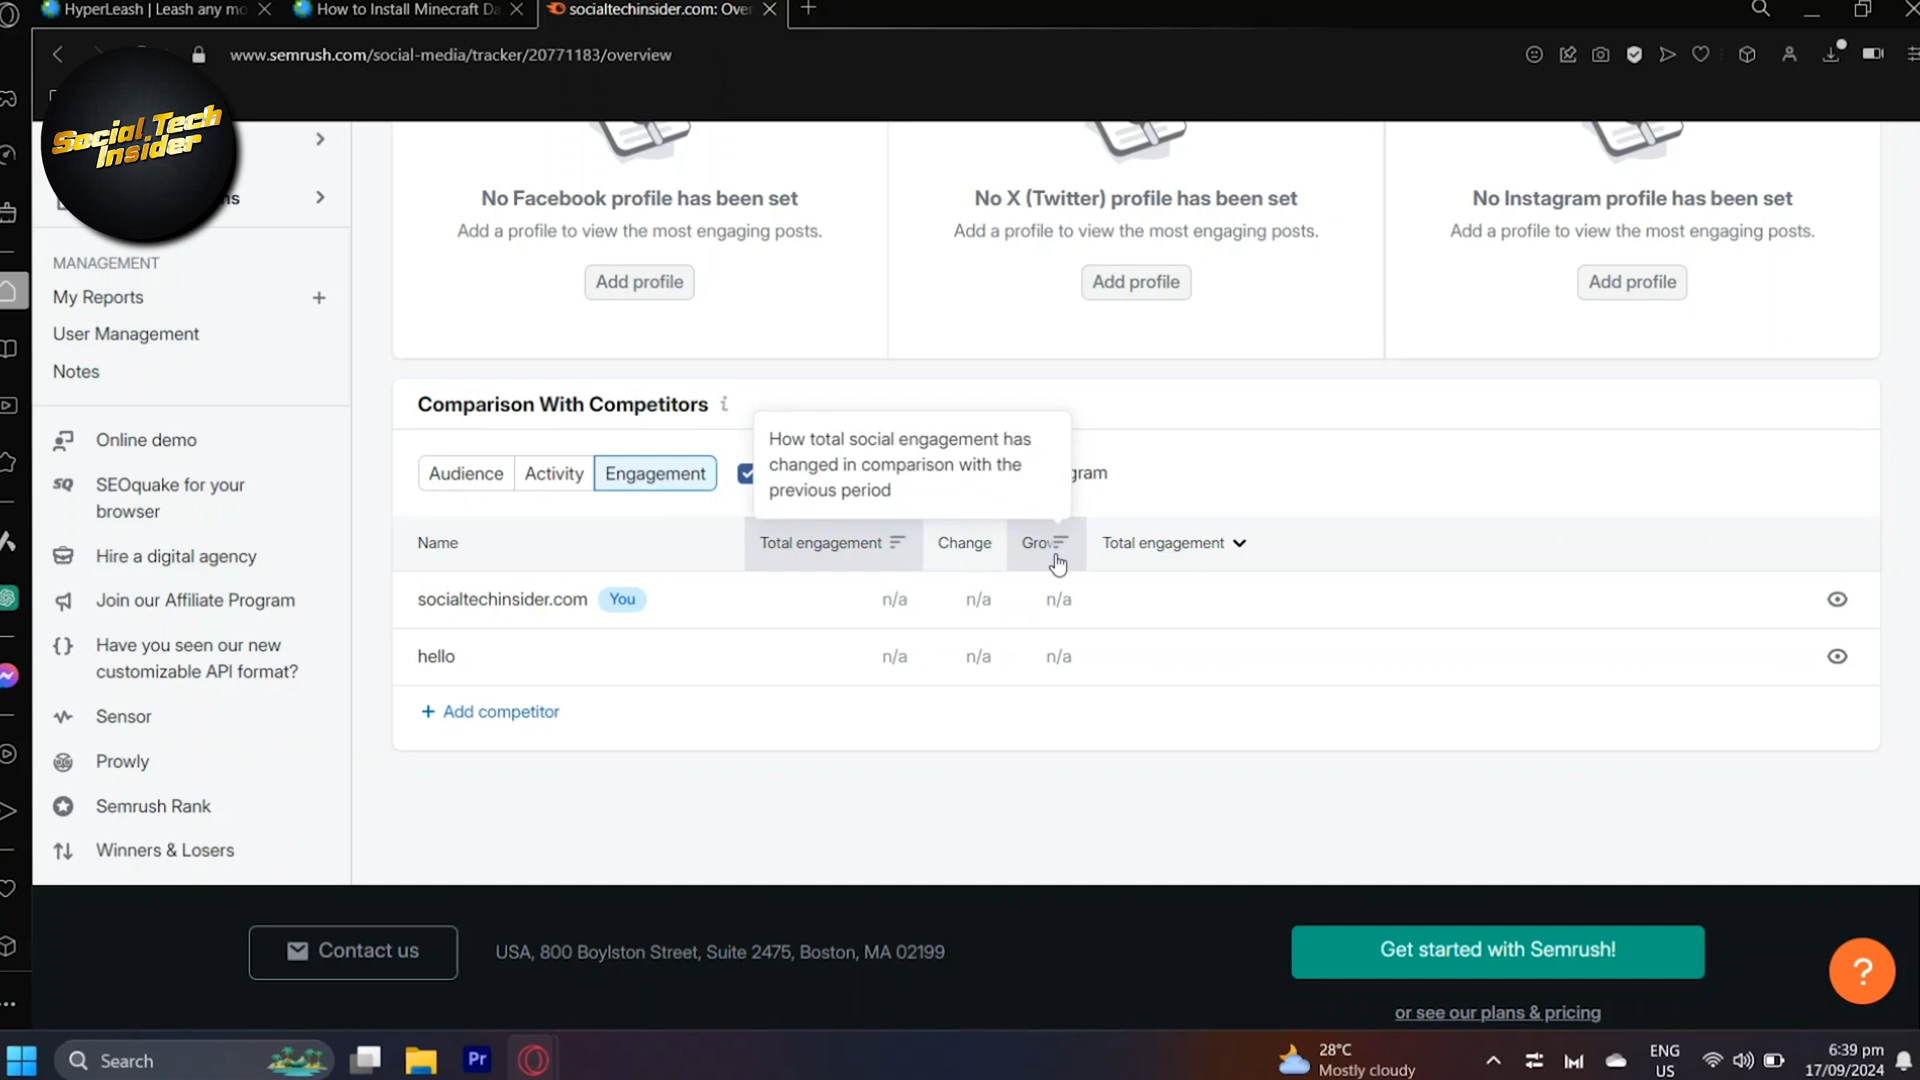 HyperLeash | Leash any mo
How to Install Minecraft Da
socialtechinsider.com: Over
www.semrush.com/social-media/tracker/20771183/overview
Social.Tech
Insider
ns
MANAGEMENT
My Reports
User Management
Notes
Online demo
SEOquake for your
browser
Hire a digital agency
Join our Affiliate Program
Have you seen our new
customizable API format?
Sensor
Prowly
Semrush Rank
Winners & Losers
No Facebook profile has been set
Add a profile to view the most engaging posts.
Add profile
No X (Twitter) profile has been set
Add a profile to view the most engaging posts.
Add profile
No Instagram profile has been set
Add a profile to view the most engaging posts.
Add profile
Comparison With Competitors
How total social engagement has
changed in comparison with the
previous period
Audience Activity Engagement gram
Name Total engagement Change Grow Total engagement
socialtechinsider.com You n/a n/a n/a
hello n/a n/a n/a
+ Add competitor
Contact us
USA, 800 Boylston Street, Suite 2475, Boston, MA 02199
Get started with Semrush!
or see our plans & pricing
?
Search
Pr
28°C
Mostly cloudy
ENG
US
6:39 pm
17/09/2024